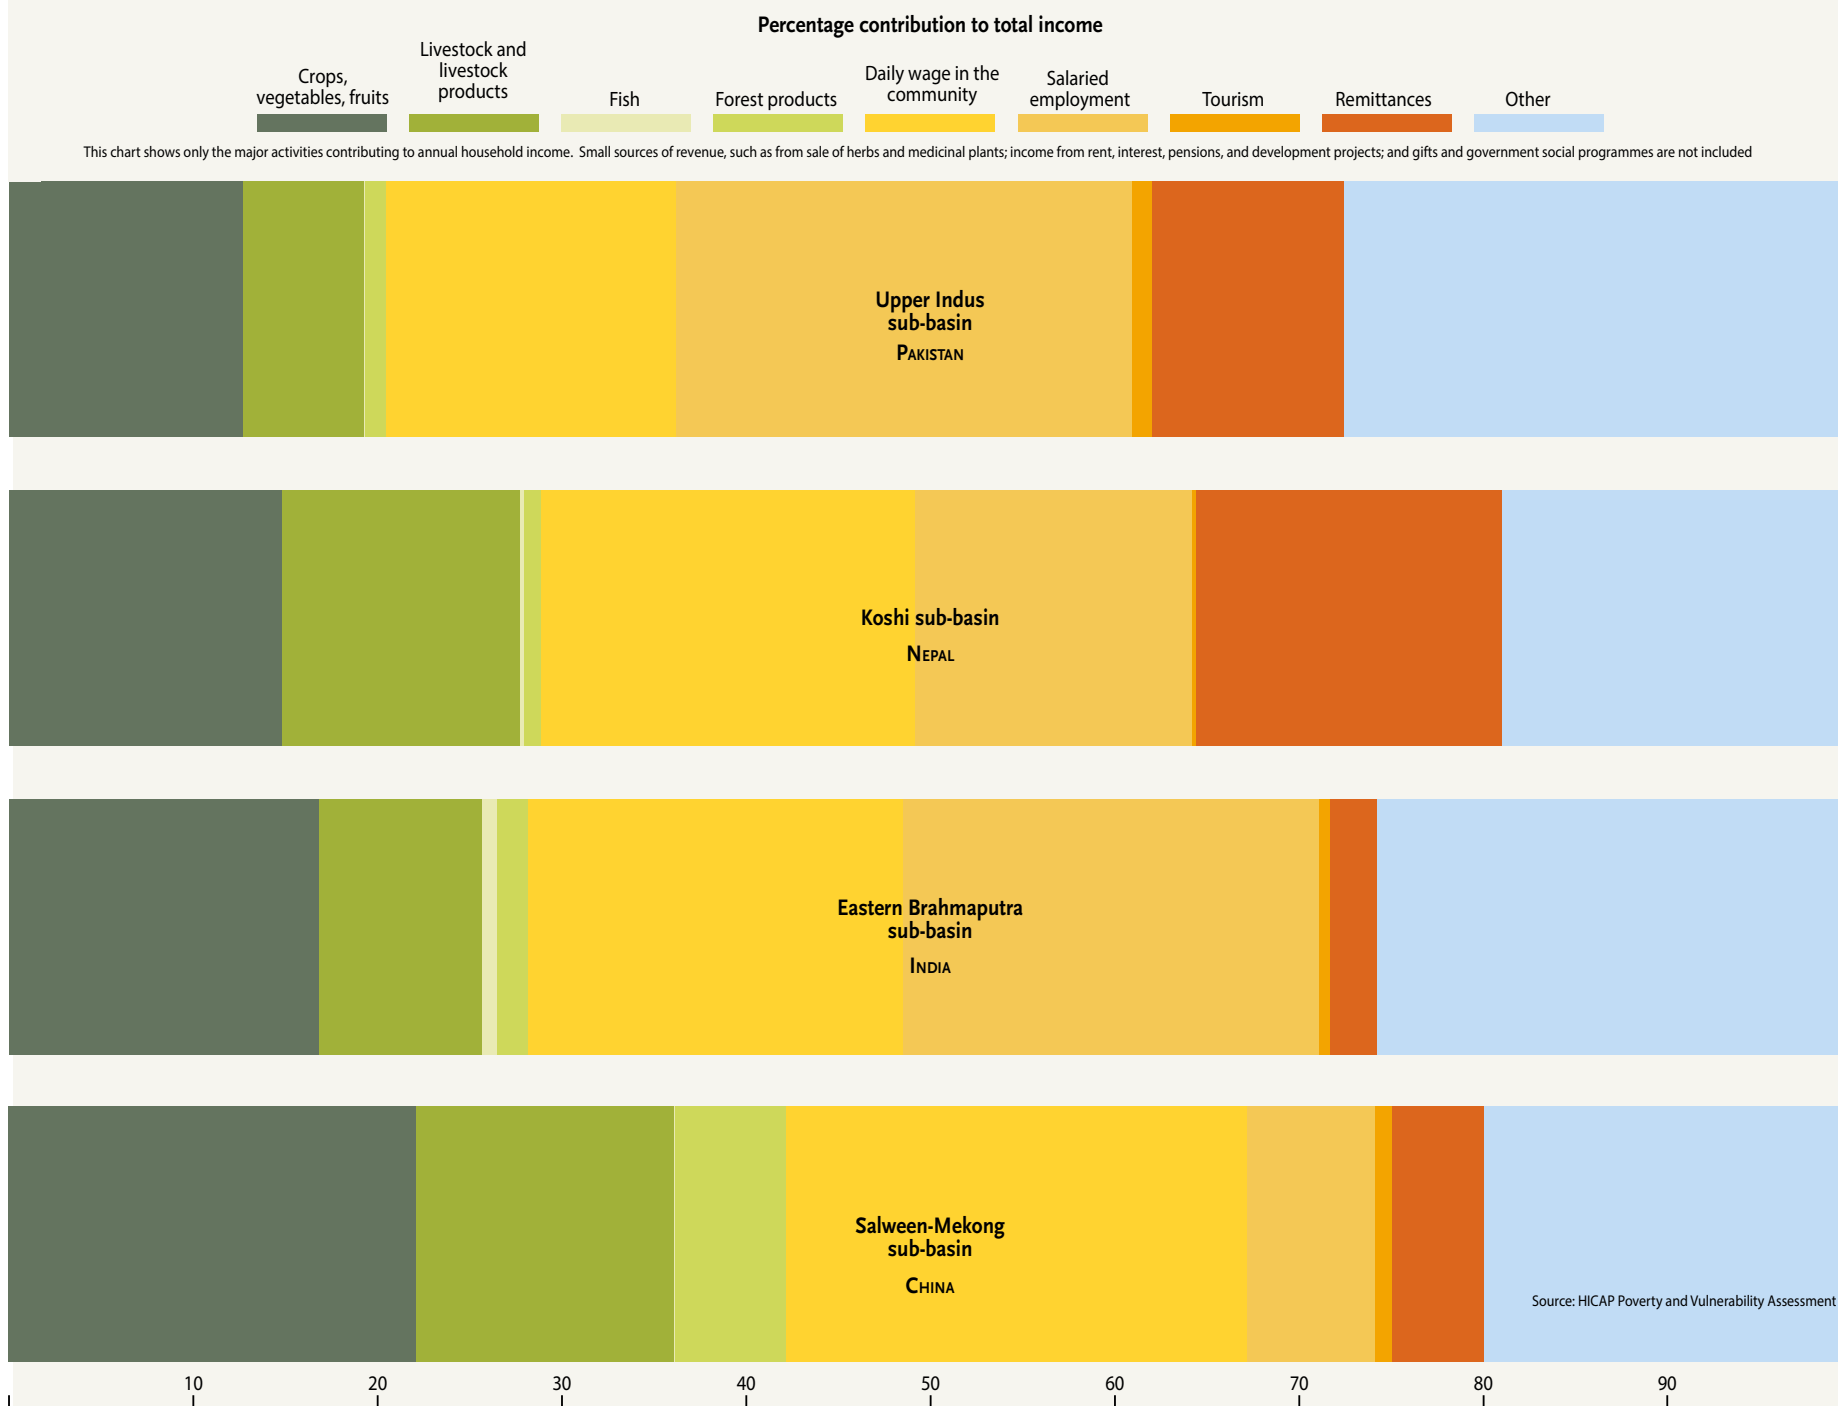 Percentage contribution to total income
Crops,
vegetables, fruits
Livestock and
livestock
products
Fish
Forest products
Daily wage in the
community
Salaried
employment
Tourism
Remittances
Other
This chart shows only the major activities contributing to annual household income.  Small sources of revenue, such as from sale of herbs and medicinal plants; income from rent, interest, pensions, and development projects; and gifts and government social programmes are not included
Upper Indus
sub-basin
PAKISTAN
Koshi sub-basin
NEPAL
Eastern Brahmaputra
sub-basin
INDIA
Salween-Mekong
sub-basin
CHINA
Source: HICAP Poverty and Vulnerability Assessment
10 20 30 40 50 60 70 80 90